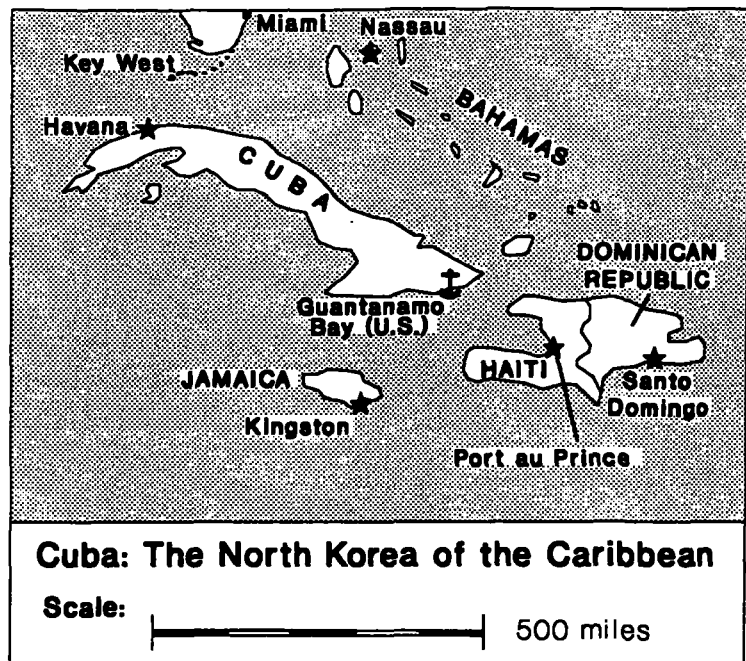 Miami
Nassau
Key West
BAHAMAS
Havana
CUBA
DOMINICAN
REPUBLIC
Guantanamo
Bay (U.S.)
HAITI
JAMAICA
Santo
Domingo
Kingston
Port au Prince
Cuba: The North Korea of the Caribbean
Scale:
500 miles